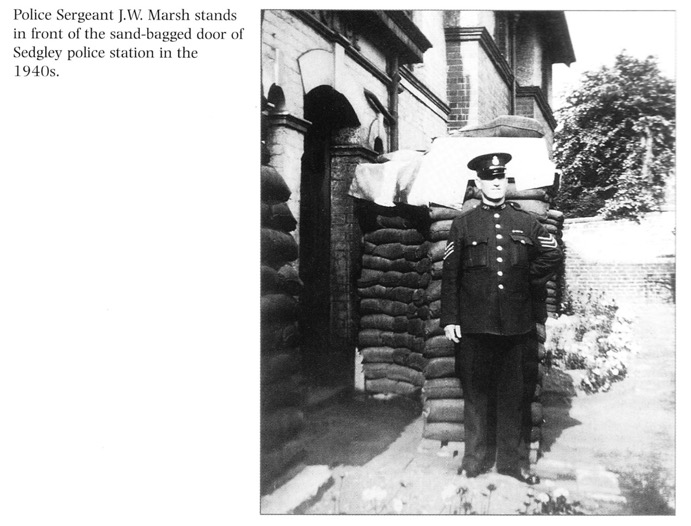 Police Sergeant J.W. Marsh stands
in front of the sand-bagged door of
Sedgley police station in the
1940s.